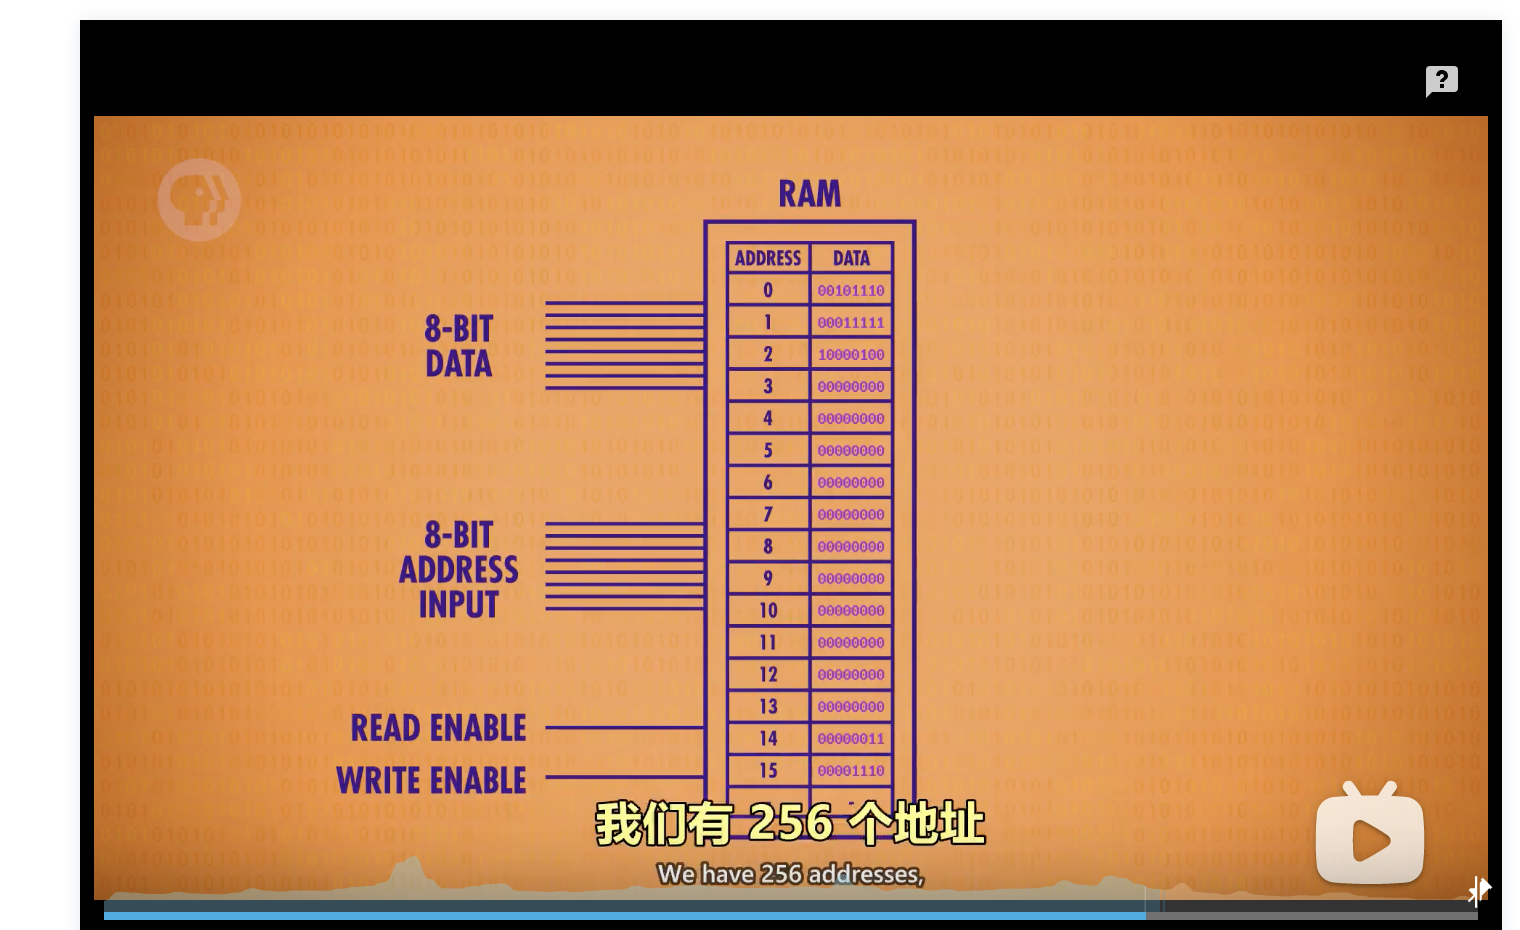 ?
RAM
ADDRESS DATA
0 00101110
1 00011111
2 10000100
3 00000000
4 00000000
5 00000000
6 00000000
7 00000000
8 00000000
9 00000000
10 00000000
11 00000000
12 00000000
13 00000000
14 00000011
15 00001110
8-BIT
DATA
8-BIT
ADDRESS
INPUT
READ ENABLE
WRITE ENABLE
我们有 256 个地址
We have 256 addresses,